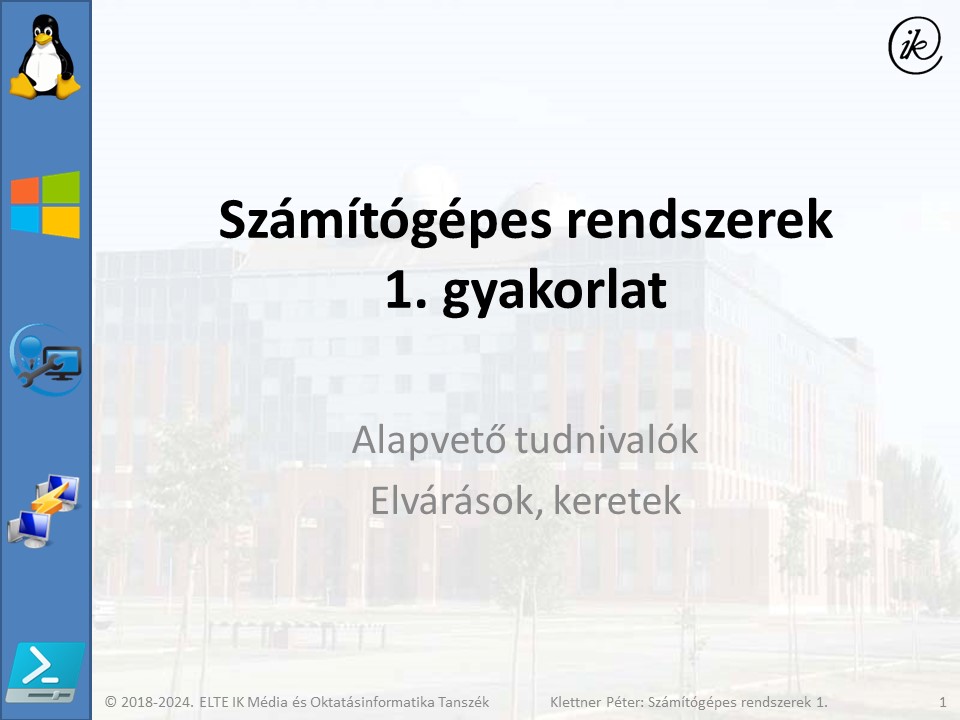 ik
Számítógépes rendszerek
1. gyakorlat
Alapvető tudnivalók
Elvárások, keretek
© 2018-2024. ELTE IK Média és Oktatásinformatika Tanszék Klettner Péter: Számítógépes rendszerek 1. 1